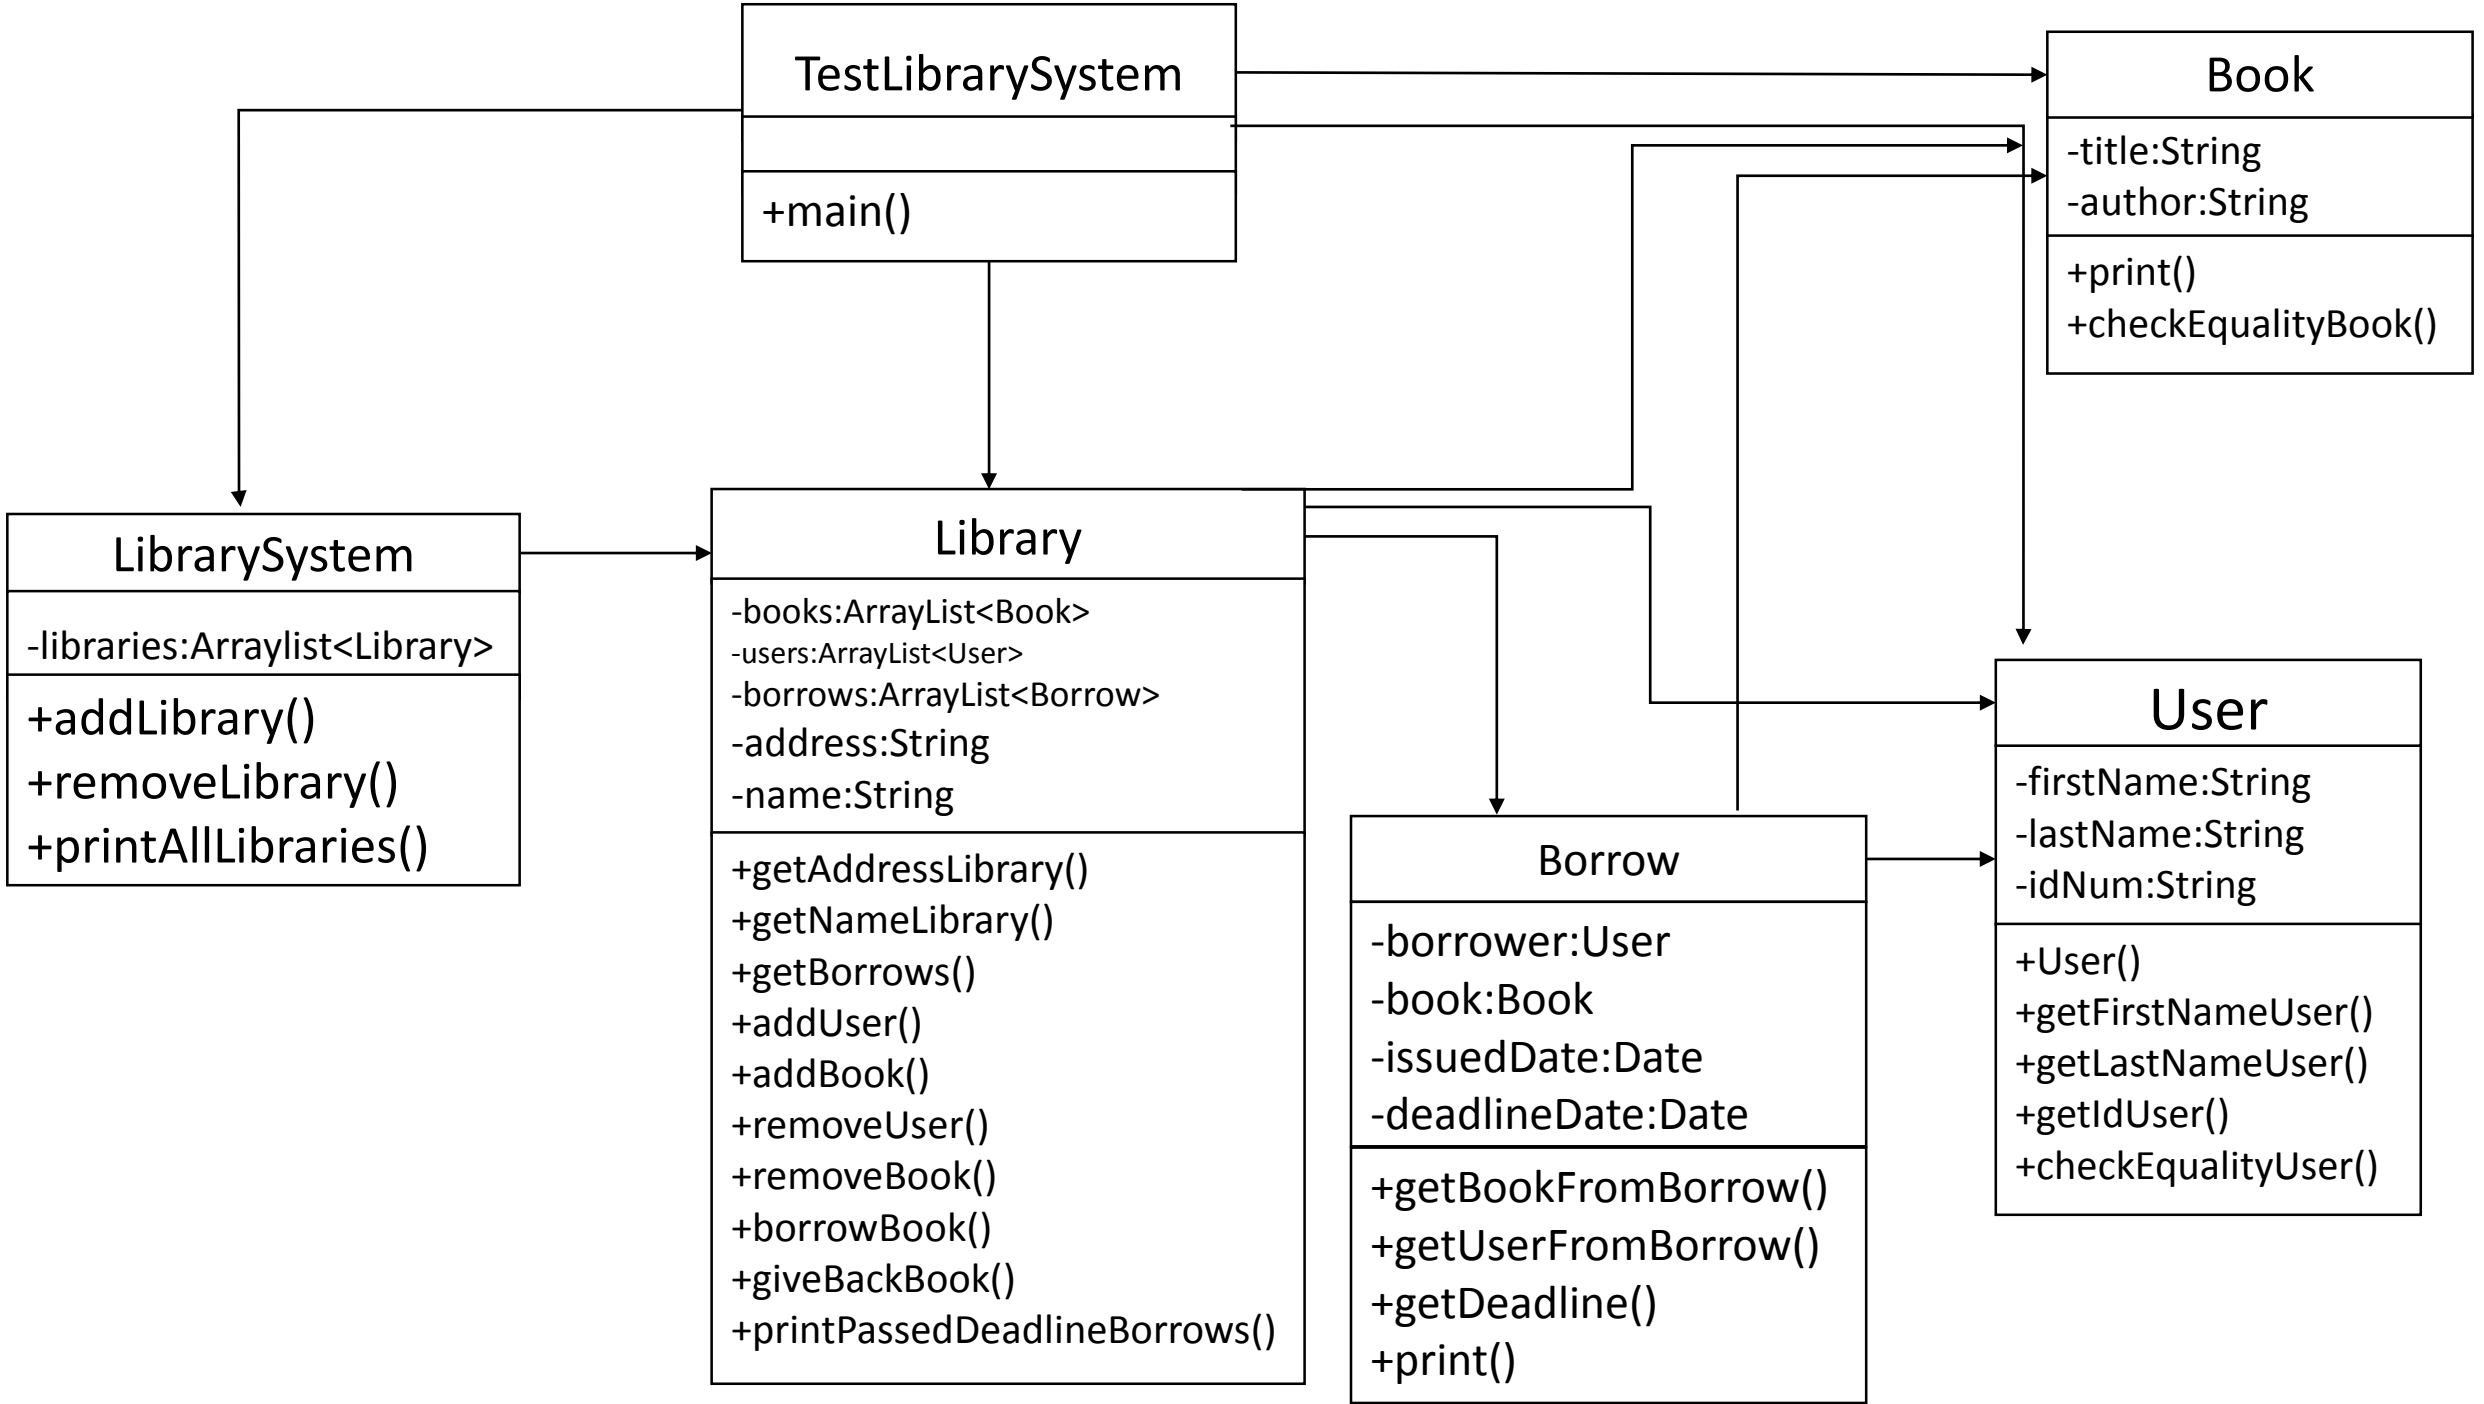 TestLibrarySystem
+main()
Book
-title:String
-author:String
+print()
+checkEqualityBook()
LibrarySystem
-libraries:Arraylist<Library>
+addLibrary()
+removeLibrary()
+printAllLibraries()
Library
-books:ArrayList<Book>
-users:ArrayList<User>
-borrows:ArrayList<Borrow>
-address:String
-name:String
+getAddressLibrary()
+getNameLibrary()
+getBorrows()
+addUser()
+addBook()
+removeUser()
+removeBook()
+borrowBook()
+giveBackBook()
+printPassedDeadlineBorrows()
Borrow
-borrower:User
-book:Book
-issuedDate:Date
-deadlineDate:Date
+getBookFromBorrow()
+getUserFromBorrow()
+getDeadline()
+print()
User
-firstName:String
-lastName:String
-idNum:String
+User()
+getFirstNameUser()
+getLastNameUser()
+getIdUser()
+checkEqualityUser()